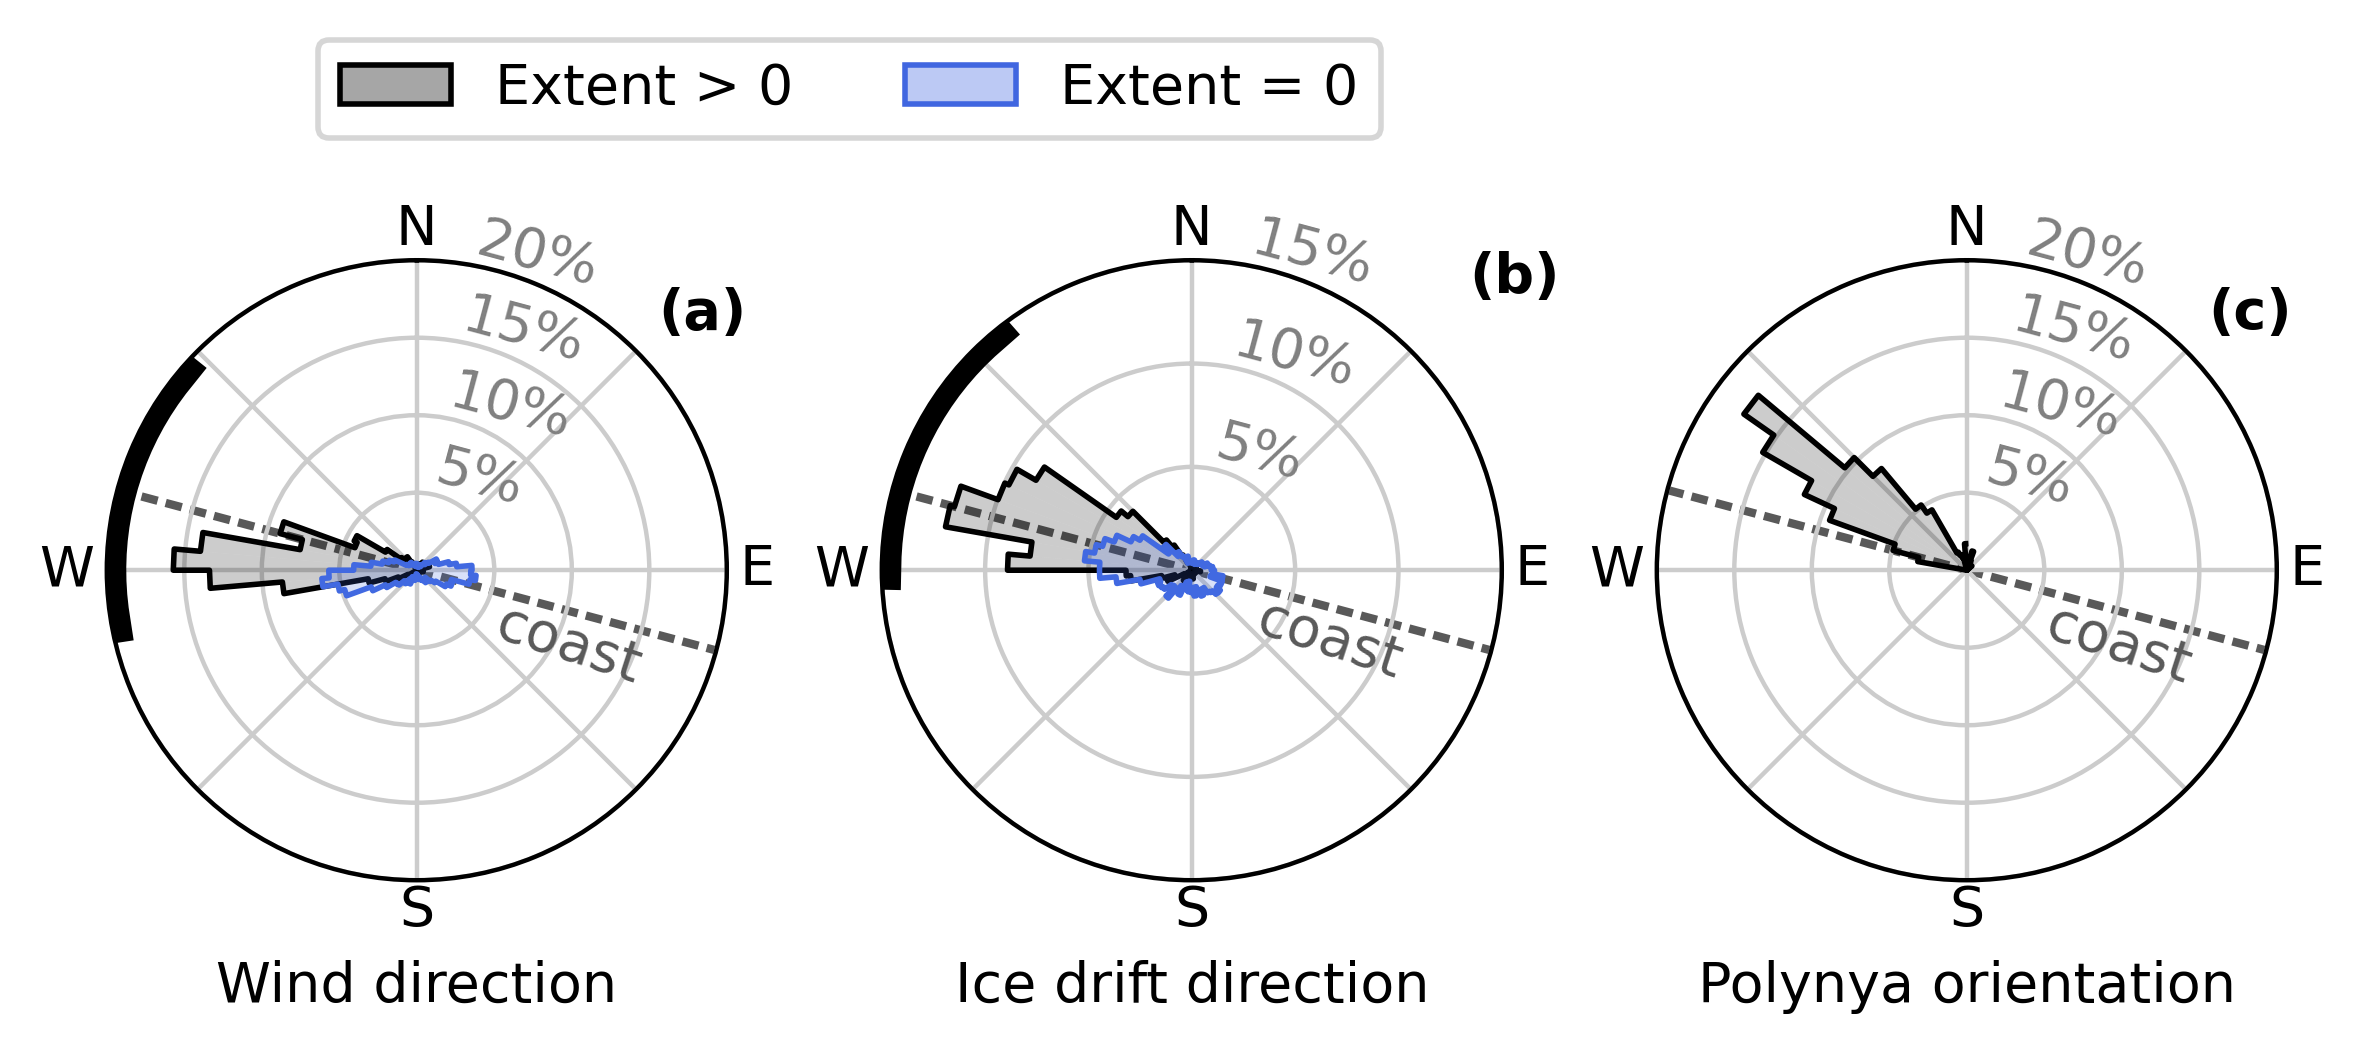 Extent > 0 Extent = 0
(a)
N
20%
15%
10%
5%
W
E
coast
S
Wind direction
(b)
N
15%
10%
5%
W
E
coast
S
Ice drift direction
(c)
N
20%
15%
10%
5%
W
E
coast
S
Polynya orientation